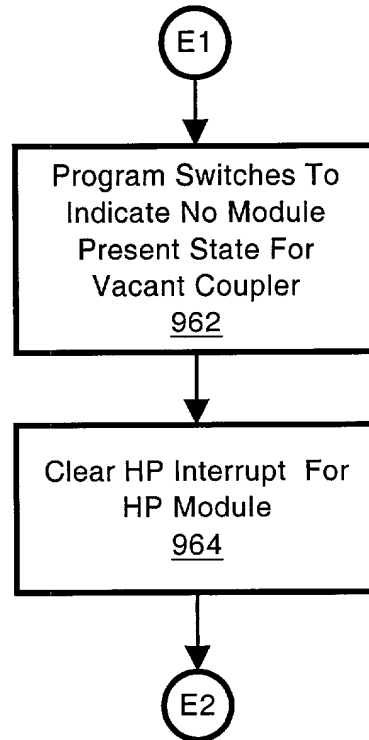 E1
Program Switches To
Indicate No Module
Present State For
Vacant Coupler
962
Clear HP Interrupt For
HP Module
964
E2